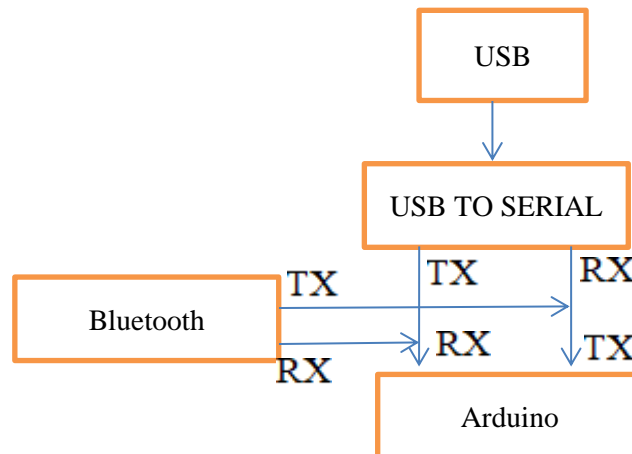 USB
USB TO SERIAL
TX
TX
RX
Bluetooth
RX
RX
TX
Arduino